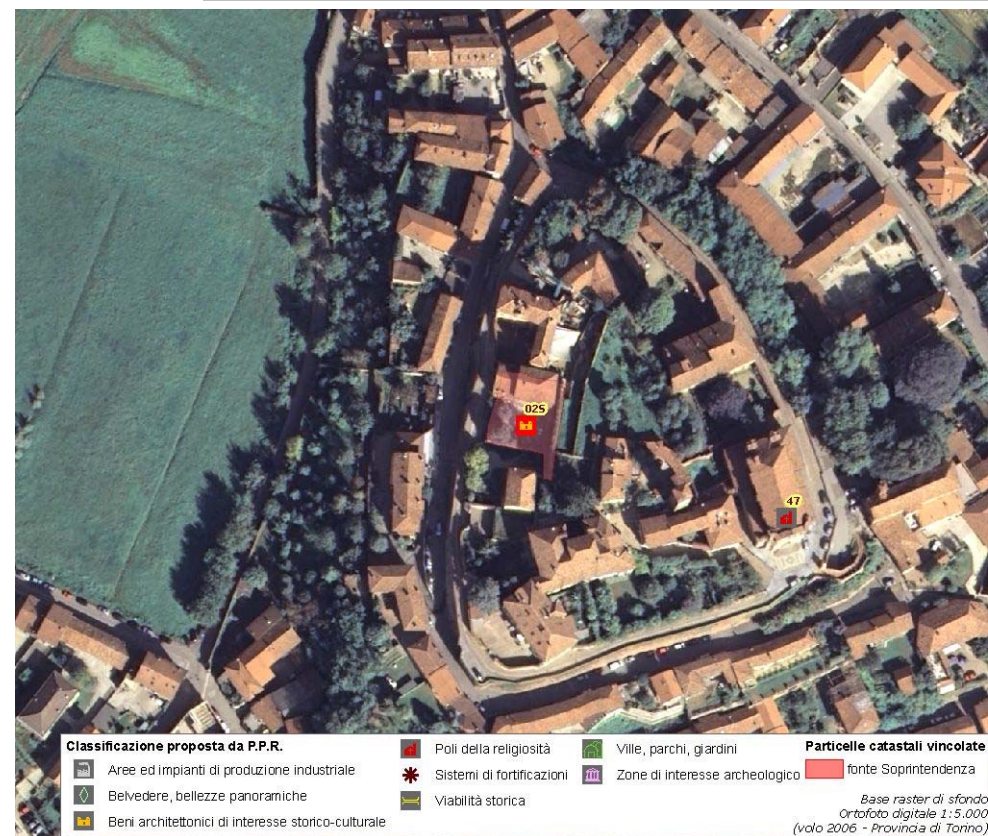 025
47
Classificazione proposta da P.P.R.
Aree ed impianti di produzione industriale
Belvedere, bellezze panoramiche
Beni architettonici di interesse storico-culturale
Poli della religiosità
Sistemi di fortificazioni
Viabilità storica
Ville, parchi, giardini
Zone di interesse archeologico
Particelle catastali vincolate
fonte Soprintendenza
Base raster di sfondo
Ortofoto digitale 1:5.000
(volo 2006 - Provincia di Torino)